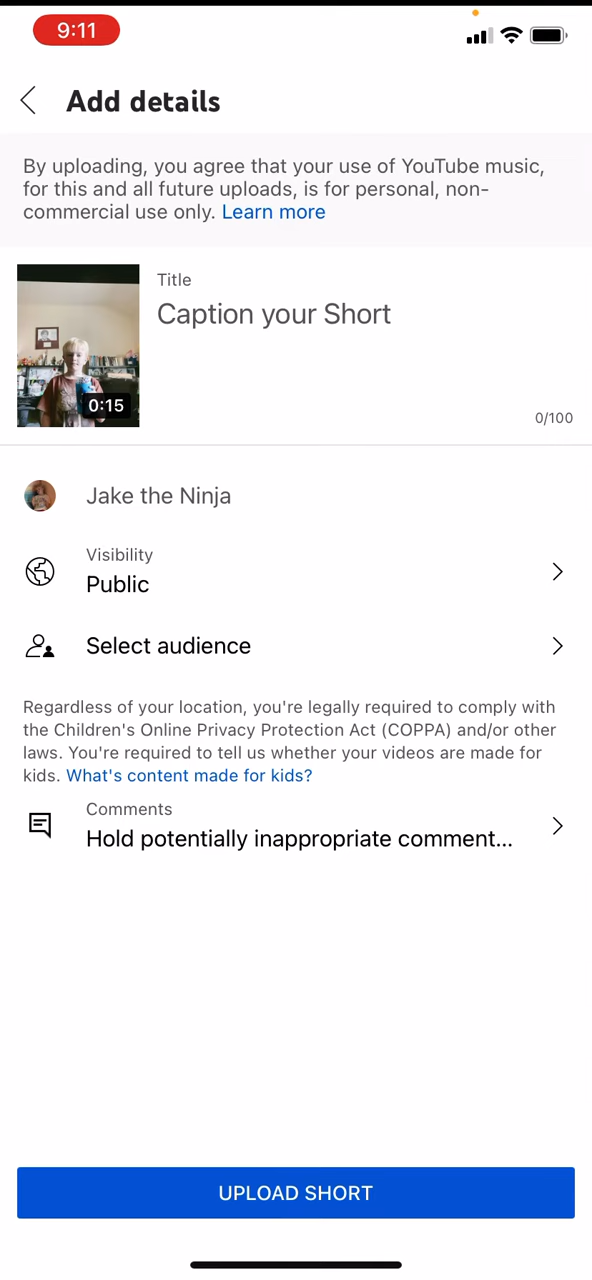 9:11
Add details
By uploading, you agree that your use of YouTube music,
for this and all future uploads, is for personal, non-
commercial use only. Learn more
Title
Caption your Short
0:15
0/100
Jake the Ninja
Visibility
Public
Select audience
Regardless of your location, you're legally required to comply with
the Children's Online Privacy Protection Act (COPPA) and/or other
laws. You're required to tell us whether your videos are made for
kids. What's content made for kids?
Comments
Hold potentially inappropriate comment...
UPLOAD SHORT